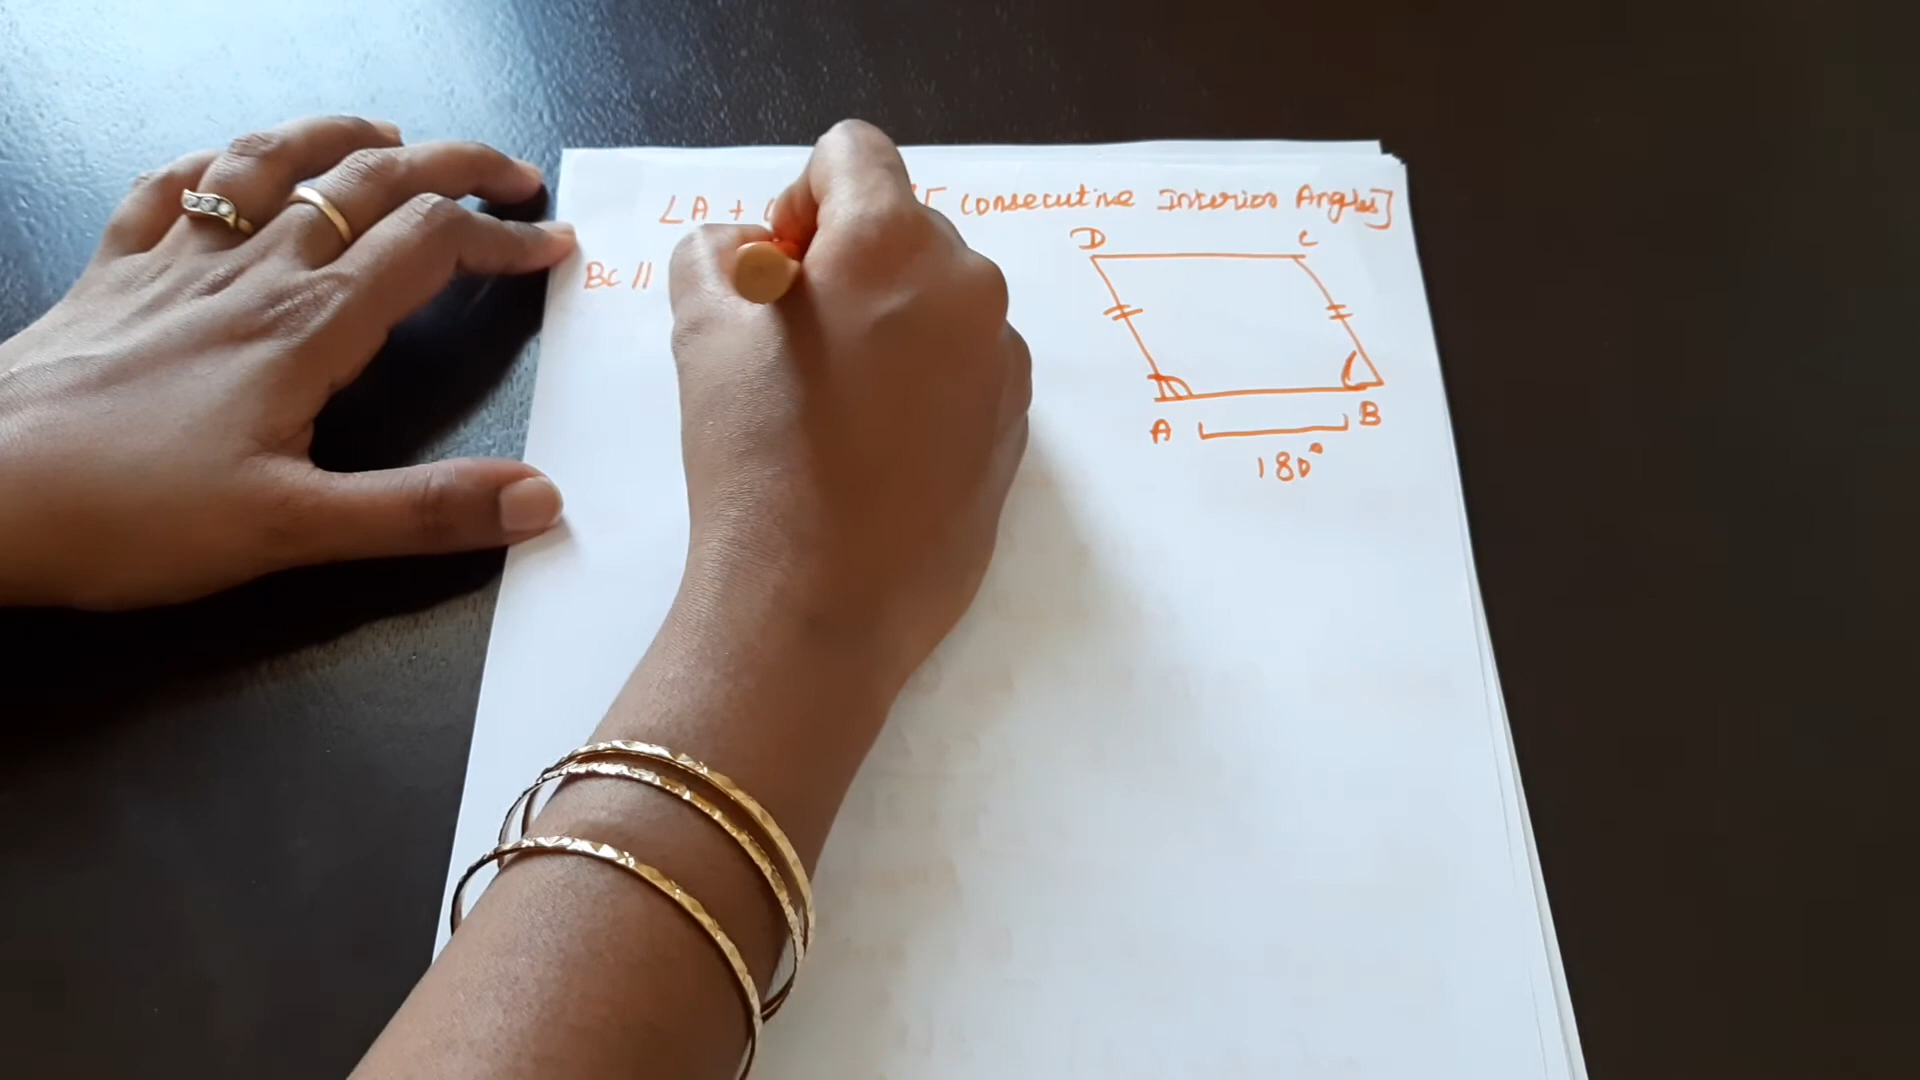 ∠A + [Consecutive Interior Angles]
D C
BC //
A B
180°